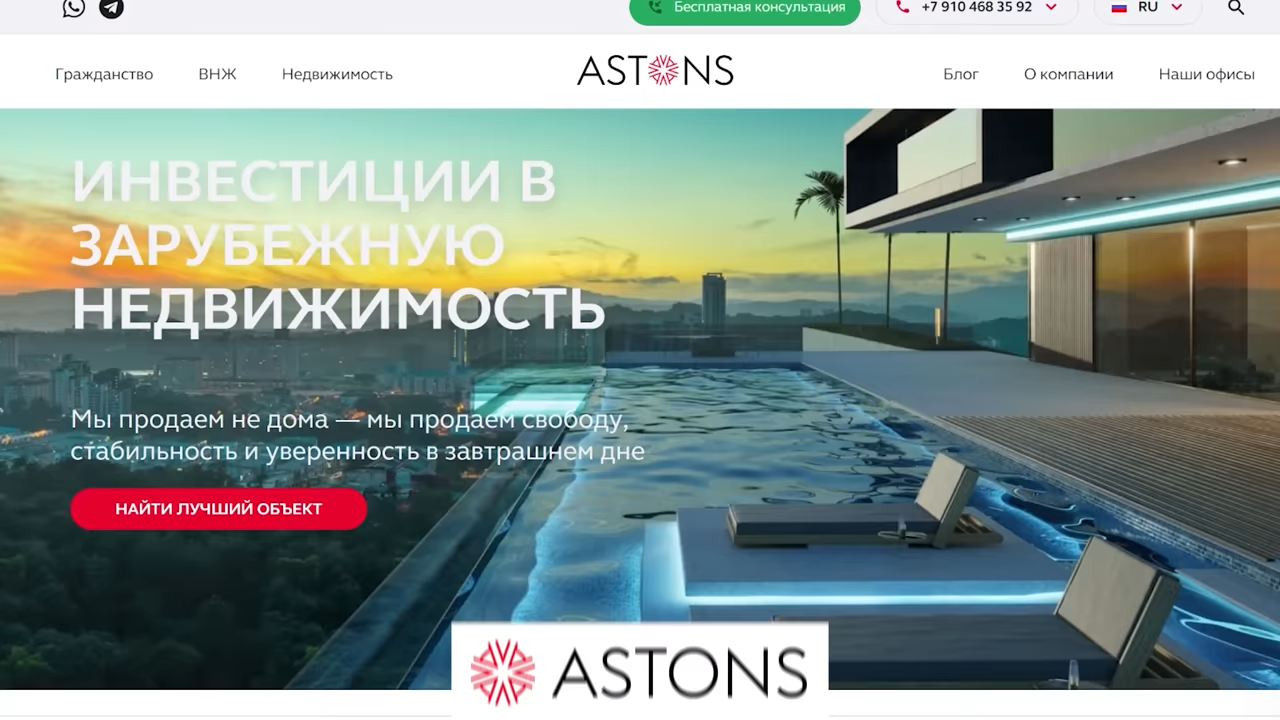 Бесплатная консультация
+7 910 468 35 92
RU
Гражданство
ВНЖ
Недвижимость
ASTONS
Блог
О компании
Наши офисы
ИНВЕСТИЦИИ В
ЗАРУБЕЖНУЮ
НЕДВИЖИМОСТЬ
Мы продаем не дома — мы продаем свободу,
стабильность и уверенность в завтрашнем дне
НАЙТИ ЛУЧШИЙ ОБЪЕКТ
ASTONS